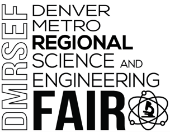 DMRSEF
DENVER
METRO
REGIONAL
SCIENCE AND
ENGINEERING
FAIR